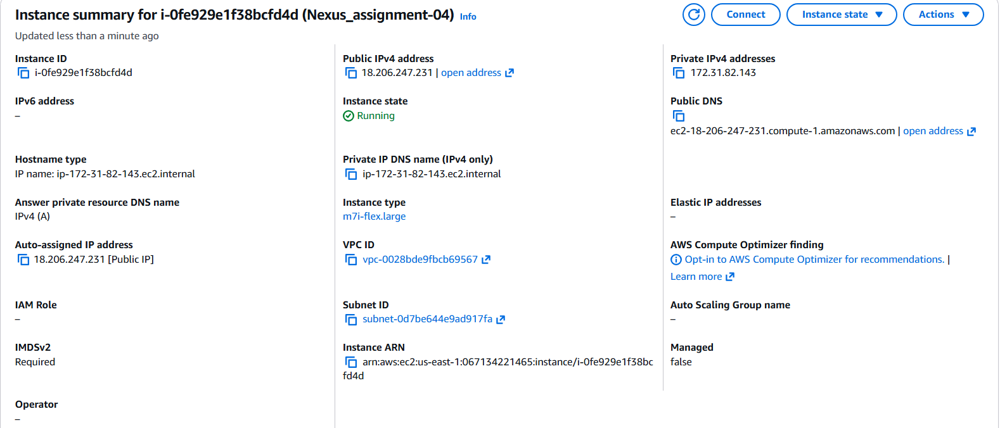 Instance summary for i-0fe929e1f38bcfd4d (Nexus_assignment-04) Info
Connect
Instance state
Actions
Updated less than a minute ago
Instance ID
i-0fe929e1f38bcfd4d
Public IPv4 address
18.206.247.231 | open address
Private IPv4 addresses
172.31.82.143
IPv6 address
–
Instance state
Running
Public DNS
ec2-18-206-247-231.compute-1.amazonaws.com | open address
Hostname type
IP name: ip-172-31-82-143.ec2.internal
Private IP DNS name (IPv4 only)
ip-172-31-82-143.ec2.internal
Answer private resource DNS name
IPv4 (A)
Instance type
m7i-flex.large
Elastic IP addresses
–
Auto-assigned IP address
18.206.247.231 [Public IP]
VPC ID
vpc-0028bde9fbcb69567
AWS Compute Optimizer finding
Opt-in to AWS Compute Optimizer for recommendations. |
Learn more
IAM Role
–
Subnet ID
subnet-0d7be644e9ad917fa
Auto Scaling Group name
–
IMDSv2
Required
Instance ARN
arn:aws:ec2:us-east-1:067134221465:instance/i-0fe929e1f38bc
fd4d
Managed
false
Operator
–